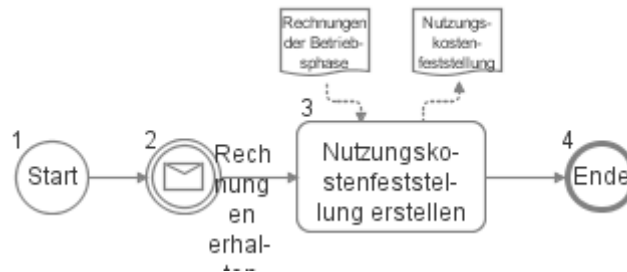 Rechnungen
der Betrieb-
sphase
Nutzungs-
kosten-
feststellung
1
Start
2
Rech
nung
en
erhal-
3
Nutzungsko-
stenfeststel-
lung erstellen
4
Ende